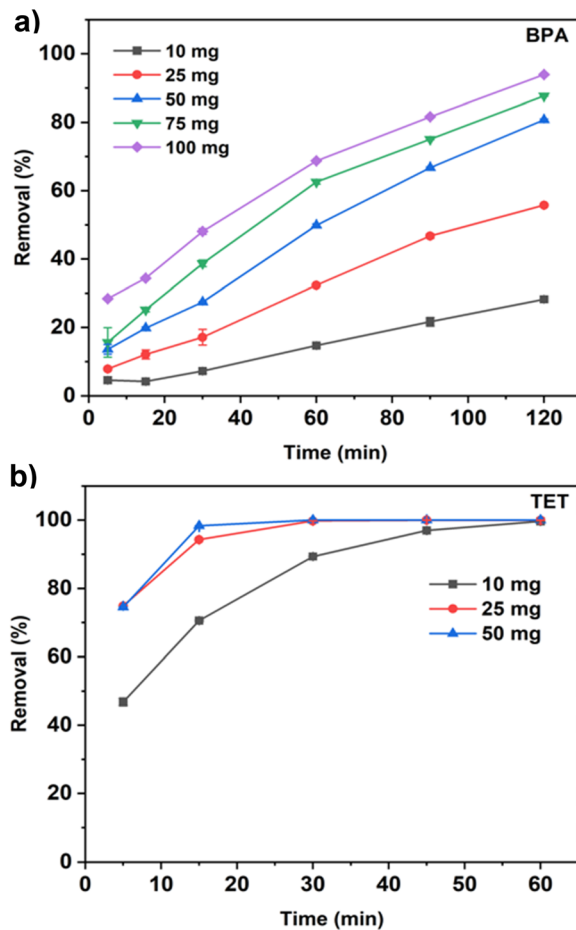 a)
BPA
10 mg
25 mg
50 mg
75 mg
100 mg
100
80
60
40
20
0
Removal (%)
0 20 40 60 80 100 120
Time (min)
b)
TET
100
80
60
40
20
0
Removal (%)
10 mg
25 mg
50 mg
0 10 20 30 40 50 60
Time (min)